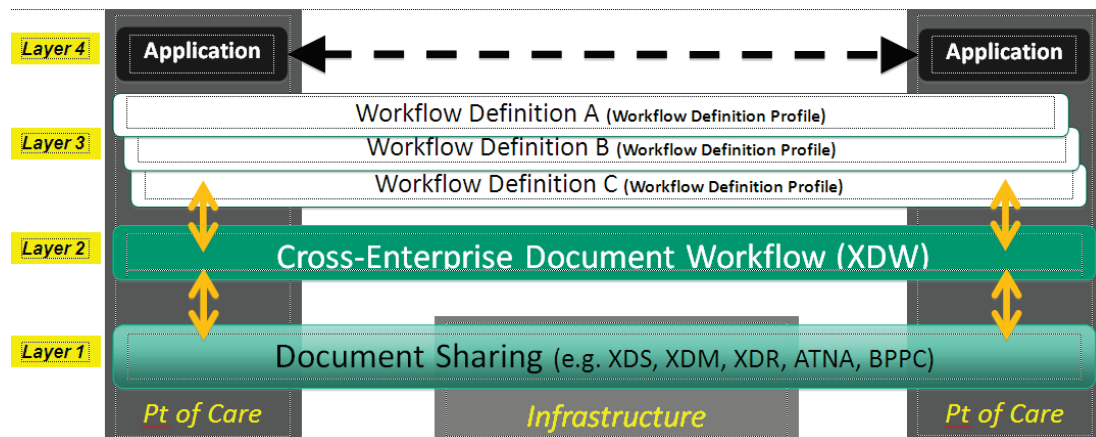 Layer 4
Application
Application
Workflow Definition A (Workflow Definition Profile)
Layer 3
Workflow Definition B (Workflow Definition Profile)
Workflow Definition C (Workflow Definition Profile)
Layer 2
Cross-Enterprise Document Workflow (XDW)
Layer 1
Document Sharing (e.g. XDS, XDM, XDR, ATNA, BPPC)
Pt of Care
Infrastructure
Pt of Care